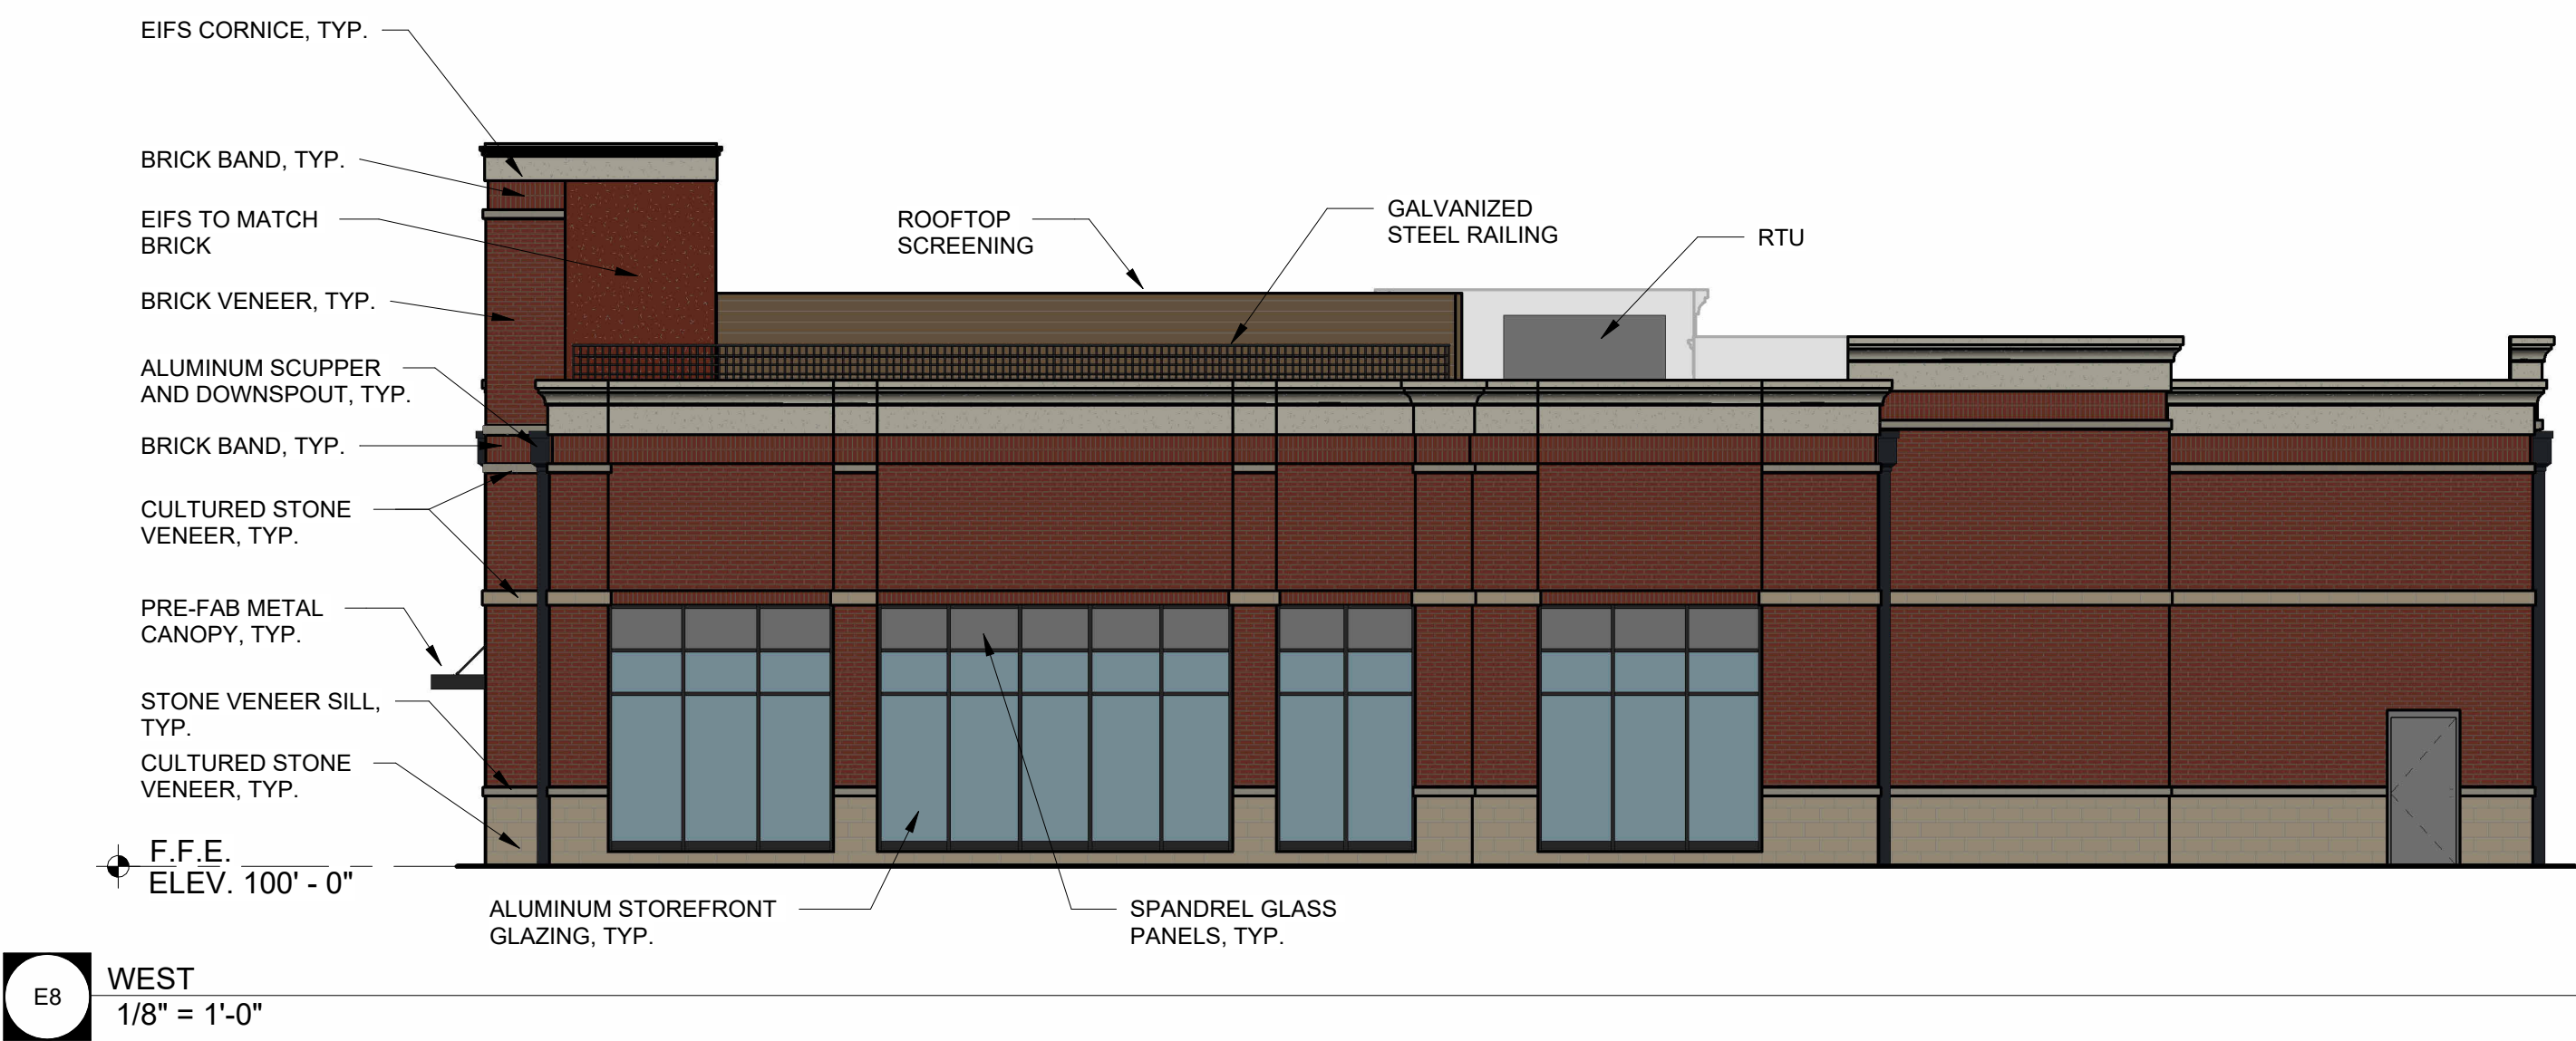 EIFS CORNICE, TYP.
BRICK BAND, TYP.
EIFS TO MATCH
BRICK
BRICK VENEER, TYP.
ALUMINUM SCUPPER
AND DOWNSPOUT, TYP.
BRICK BAND, TYP.
CULTURED STONE
VENEER, TYP.
PRE-FAB METAL
CANOPY, TYP.
STONE VENEER SILL,
TYP.
CULTURED STONE
VENEER, TYP.
F.F.E.
ELEV. 100' - 0"
ROOFTOP
SCREENING
GALVANIZED
STEEL RAILING
RTU
ALUMINUM STOREFRONT
GLAZING, TYP.
SPANDREL GLASS
PANELS, TYP.
E8
WEST
1/8" = 1'-0"